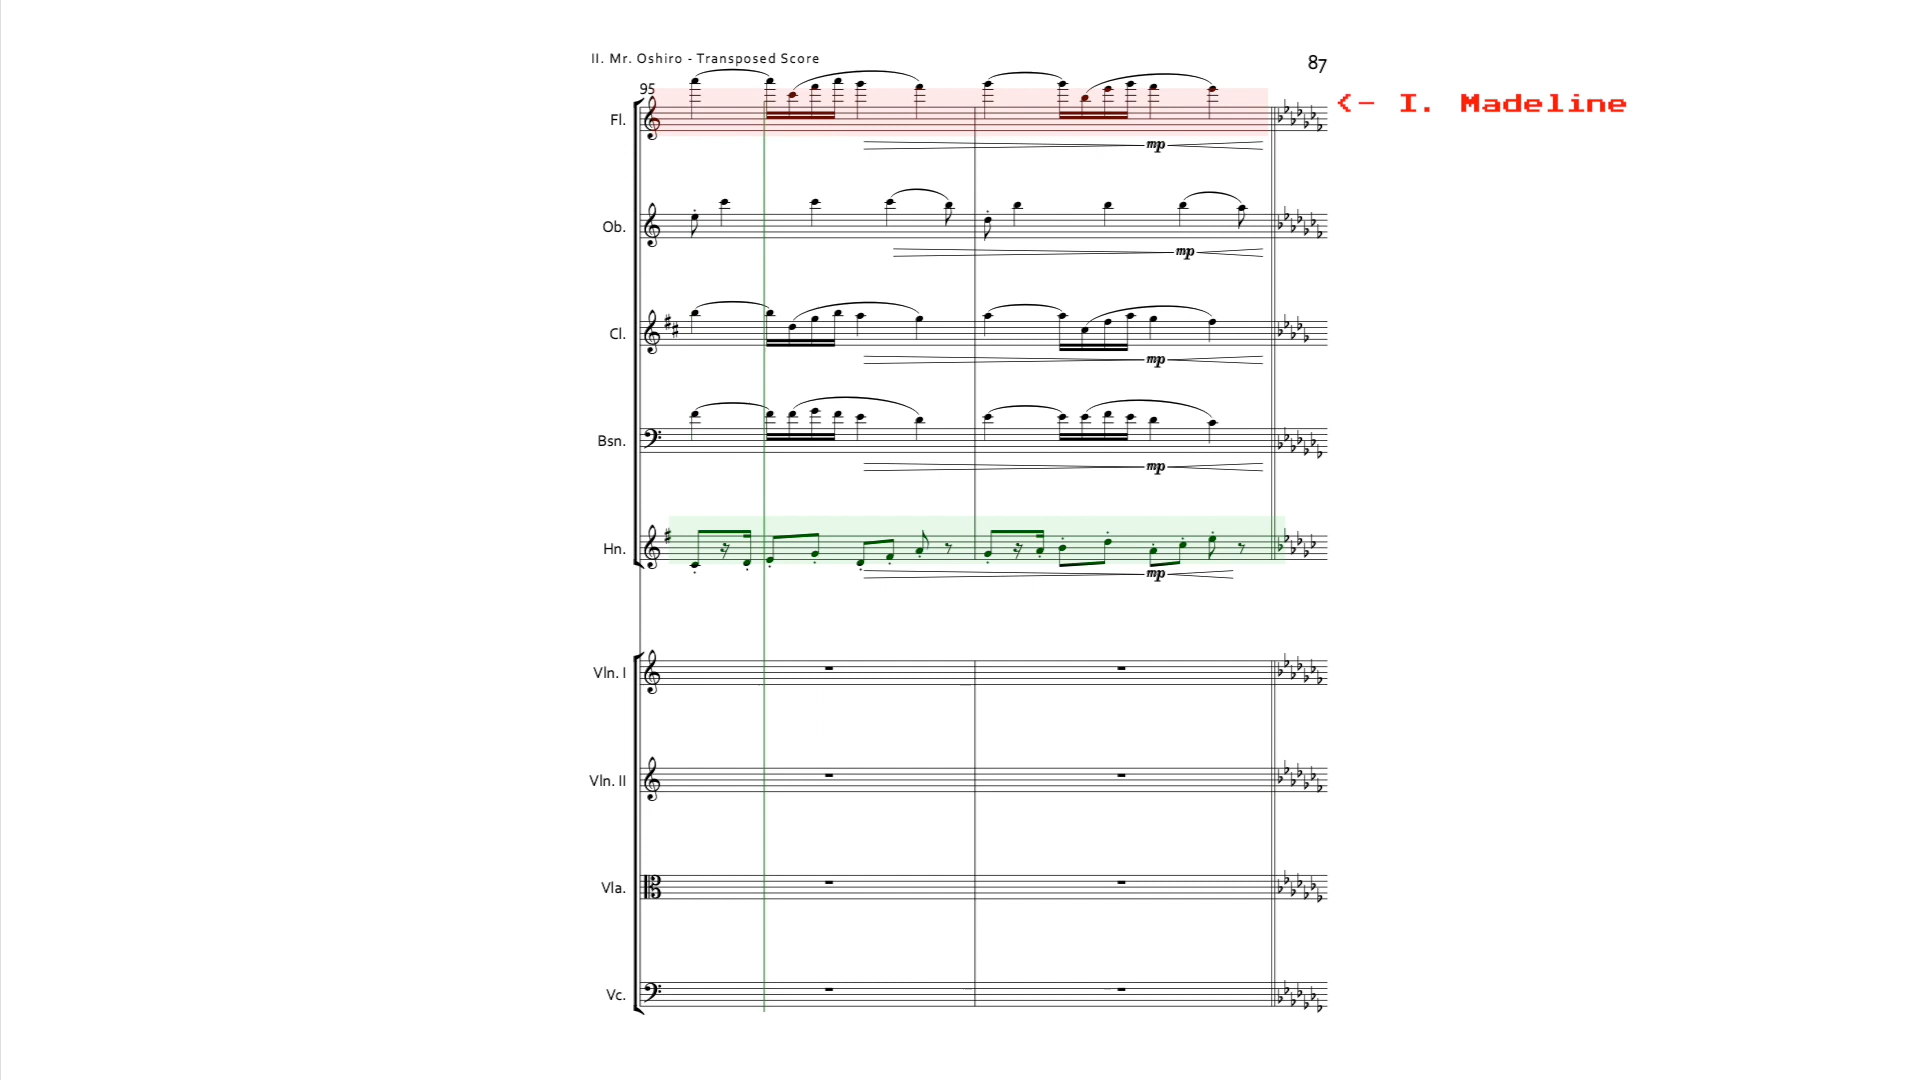 II. Mr. Oshiro - Transposed Score
87
95
<- I. Madeline
Fl.
mp
Ob.
mp
Cl.
mp
Bsn.
mp
Hn.
mp
Vln. I
Vln. II
Vla.
Vc.